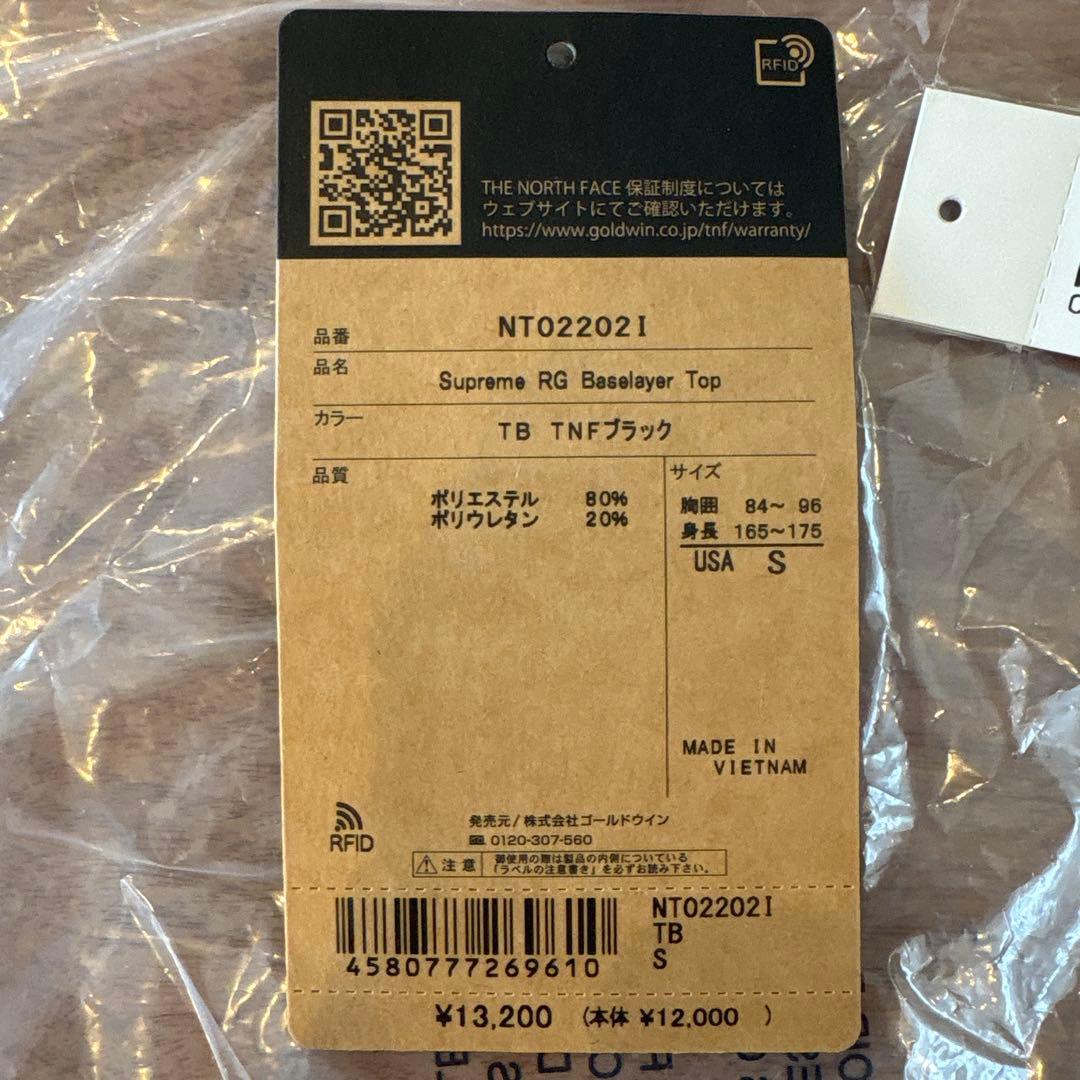 RFID
THE NORTH FACE 保証制度については
ウェブサイトにてご確認いただけます。
https://www.goldwin.co.jp/tnf/warranty/
品番 NT02202I
品名 Supreme RG Baselayer Top
カラー TB TNFブラック
品質
ポリエステル 80%
ポリウレタン 20%
サイズ
胸囲 84～ 96
身長 165～175
USA S
MADE IN
VIETNAM
RFID
発売元/株式会社ゴールドウイン
0120-307-560
注意
御使用の際は製品の内側についている
「ラベルの注意書き」を必ずお読み下さい。
4580777269610
NT02202I
TB
S
¥13,200 (本体 ¥12,000 )